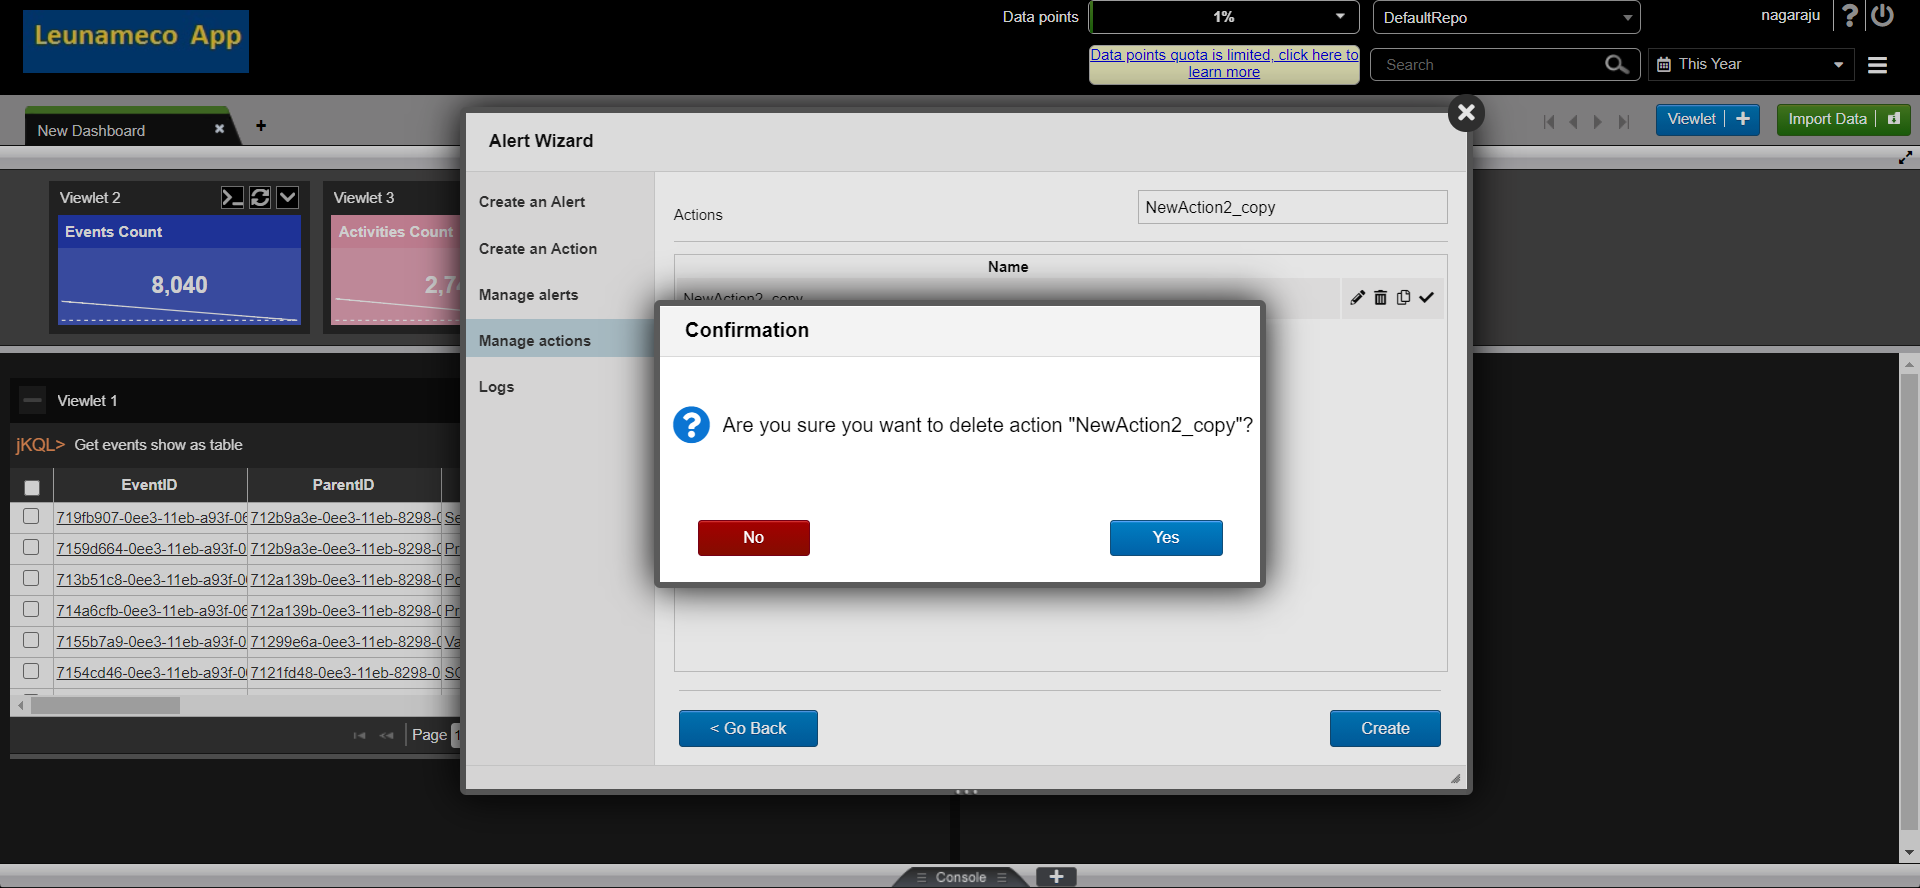 Leunameco App
Data points
1%
DefaultRepo
nagaraju
Data points quota is limited, click here to
learn more
Search
This Year
New Dashboard
Viewlet
Import Data
Alert Wizard
Viewlet 2
Viewlet 3
Events Count
Activities Count
8,040
Create an Alert
Create an Action
Manage alerts
Manage actions
Logs
Actions
NewAction2_copy
Name
NewAction2_copy
Confirmation
Are you sure you want to delete action "NewAction2_copy"?
No
Yes
< Go Back
Create
Viewlet 1
jKQL> Get events show as table
EventID ParentID
719fb907-0ee3-11eb-a93f-06 712b9a3e-0ee3-11eb-8298-0 Se
7159d664-0ee3-11eb-a93f-0 712b9a3e-0ee3-11eb-8298-0 Pr
713b51c8-0ee3-11eb-a93f-0 712a139b-0ee3-11eb-8298-0 Po
714a6cfb-0ee3-11eb-a93f-06 712a139b-0ee3-11eb-8298-0 Pr
7155b7a9-0ee3-11eb-a93f-0 71299e6a-0ee3-11eb-8298-0 Va
7154cd46-0ee3-11eb-a93f-0 7121fd48-0ee3-11eb-8298-0
Page 1
Console